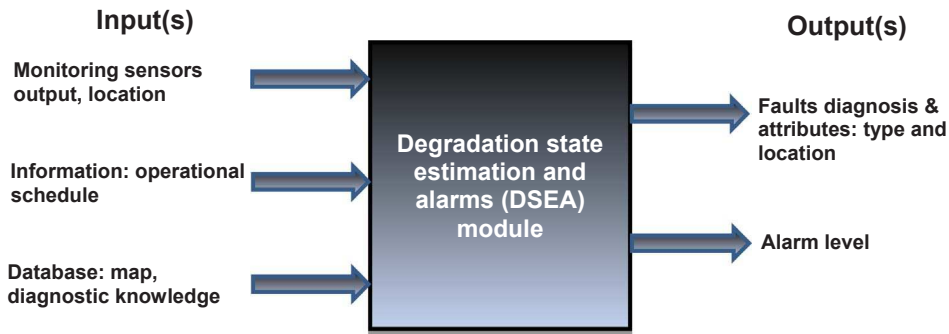 Input(s)
Monitoring sensors
output, location
Information: operational
schedule
Database: map,
diagnostic knowledge
Degradation state
estimation and
alarms (DSEA)
module
Output(s)
Faults diagnosis &
attributes: type and
location
Alarm level